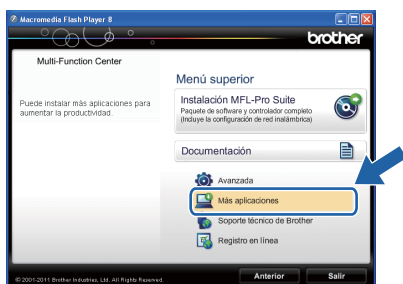 Macromedia Flash Player 8
brother
Multi-Function Center
Menú superior
Puede instalar más aplicaciones para
aumentar la productividad.
Instalación MFL-Pro Suite
Paquete de software y controlador completo
(Incluye la configuración de red inalámbrica)
Documentación
Avanzada
Más aplicaciones
Soporte técnico de Brother
Registro en línea
© 2001-2011 Brother Industries, Ltd. All Rights Reserved.
Anterior
Salir